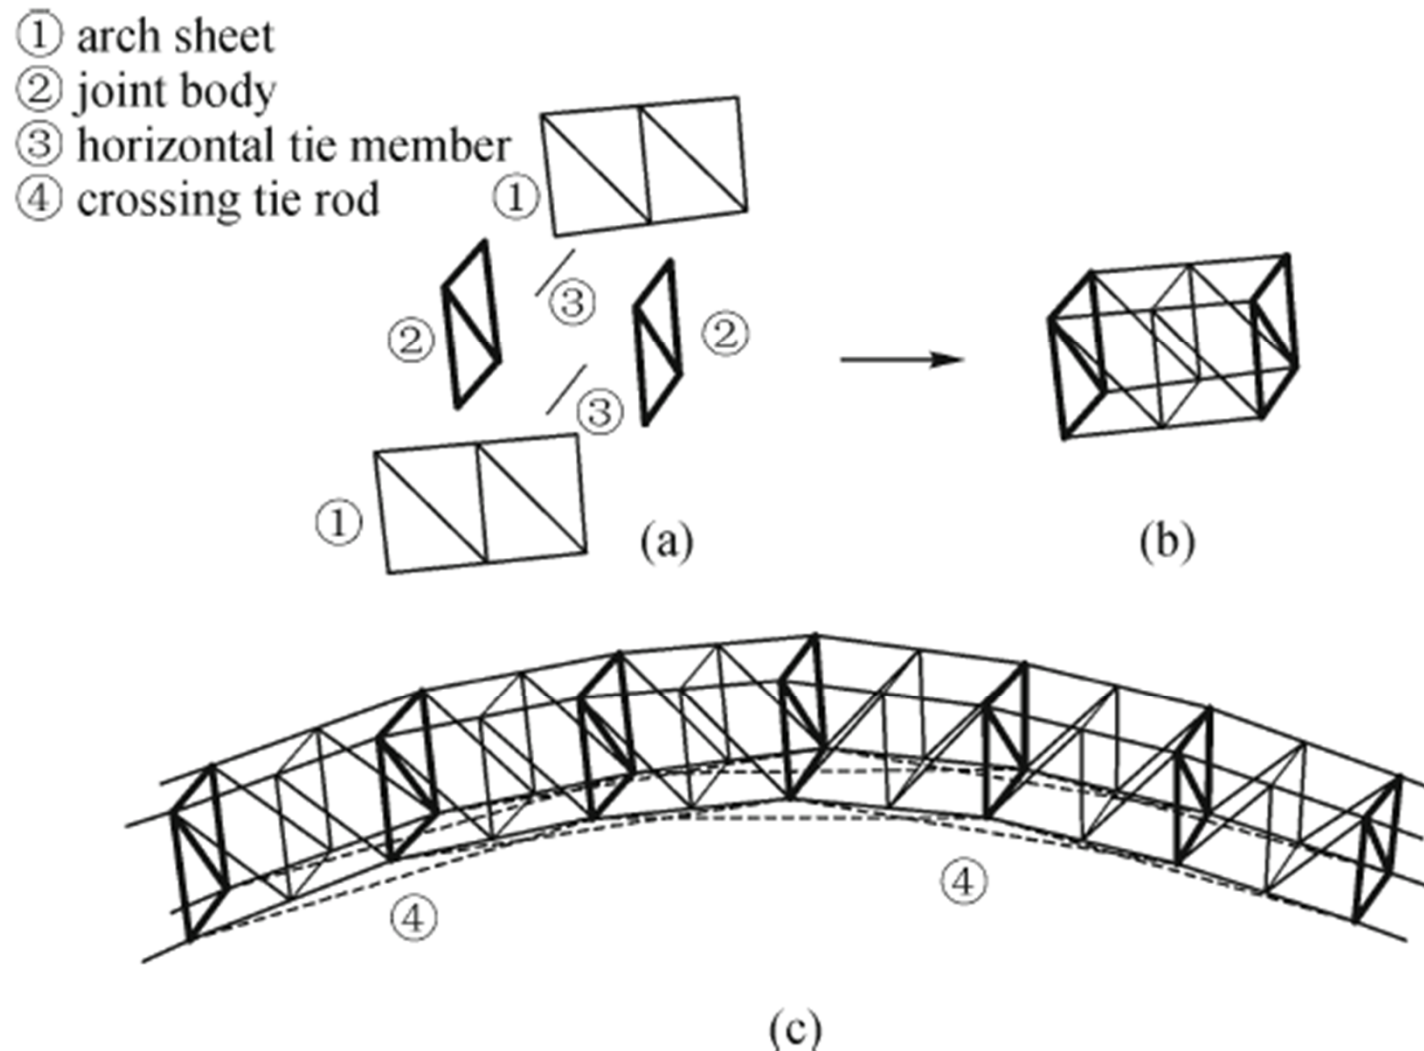 ① arch sheet
② joint body
③ horizontal tie member
④ crossing tie rod
①
②
③
②
③
①
(a)
(b)
④
④
(c)